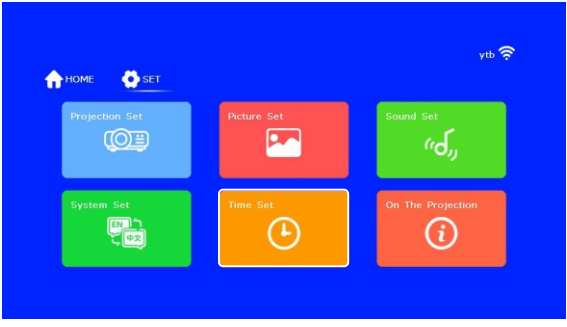 ytb
HOME SET
Projection Set
Picture Set
Sound Set
System Set
EN
中文
Time Set
On The Projection